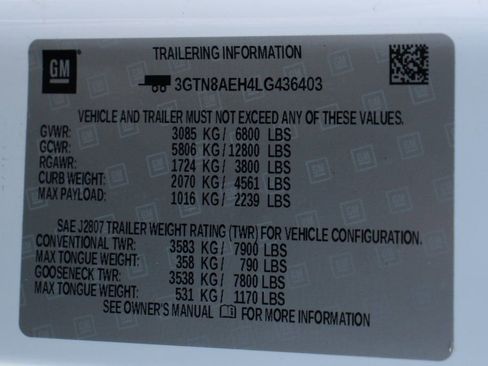 GM
TRAILERING INFORMATION
3GTN8AEH4LG436403
VEHICLE AND TRAILER MUST NOT EXCEED ANY OF THESE VALUES.
GVWR: 3085 KG/ 6800 LBS
GCWR: 5806 KG/ 12800 LBS
RGAWR: 1724 KG/ 3800 LBS
CURB WEIGHT: 2070 KG/ 4561 LBS
MAX PAYLOAD: 1016 KG/ 2239 LBS
SAE J2807 TRAILER WEIGHT RATING (TWR) FOR VEHICLE CONFIGURATION.
CONVENTIONAL TWR: 3583 KG/ 7900 LBS
MAX TONGUE WEIGHT: 358 KG/ 790 LBS
GOOSENECK TWR: 3538 KG/ 7800 LBS
MAX TONGUE WEIGHT: 531 KG/ 1170 LBS
SEE OWNER'S MANUAL FOR MORE INFORMATION